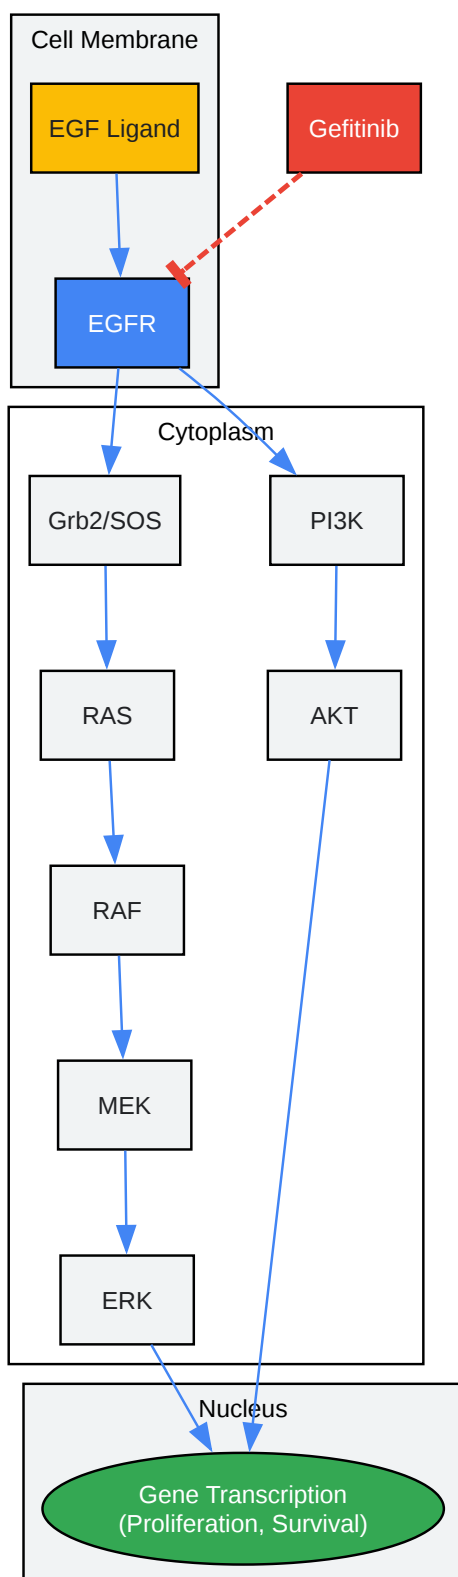 Cell Membrane
EGF Ligand
Gefitinib
EGFR
Cytoplasm
Grb2/SOS
PI3K
RAS
AKT
RAF
MEK
ERK
Nucleus
Gene Transcription
(Proliferation, Survival)